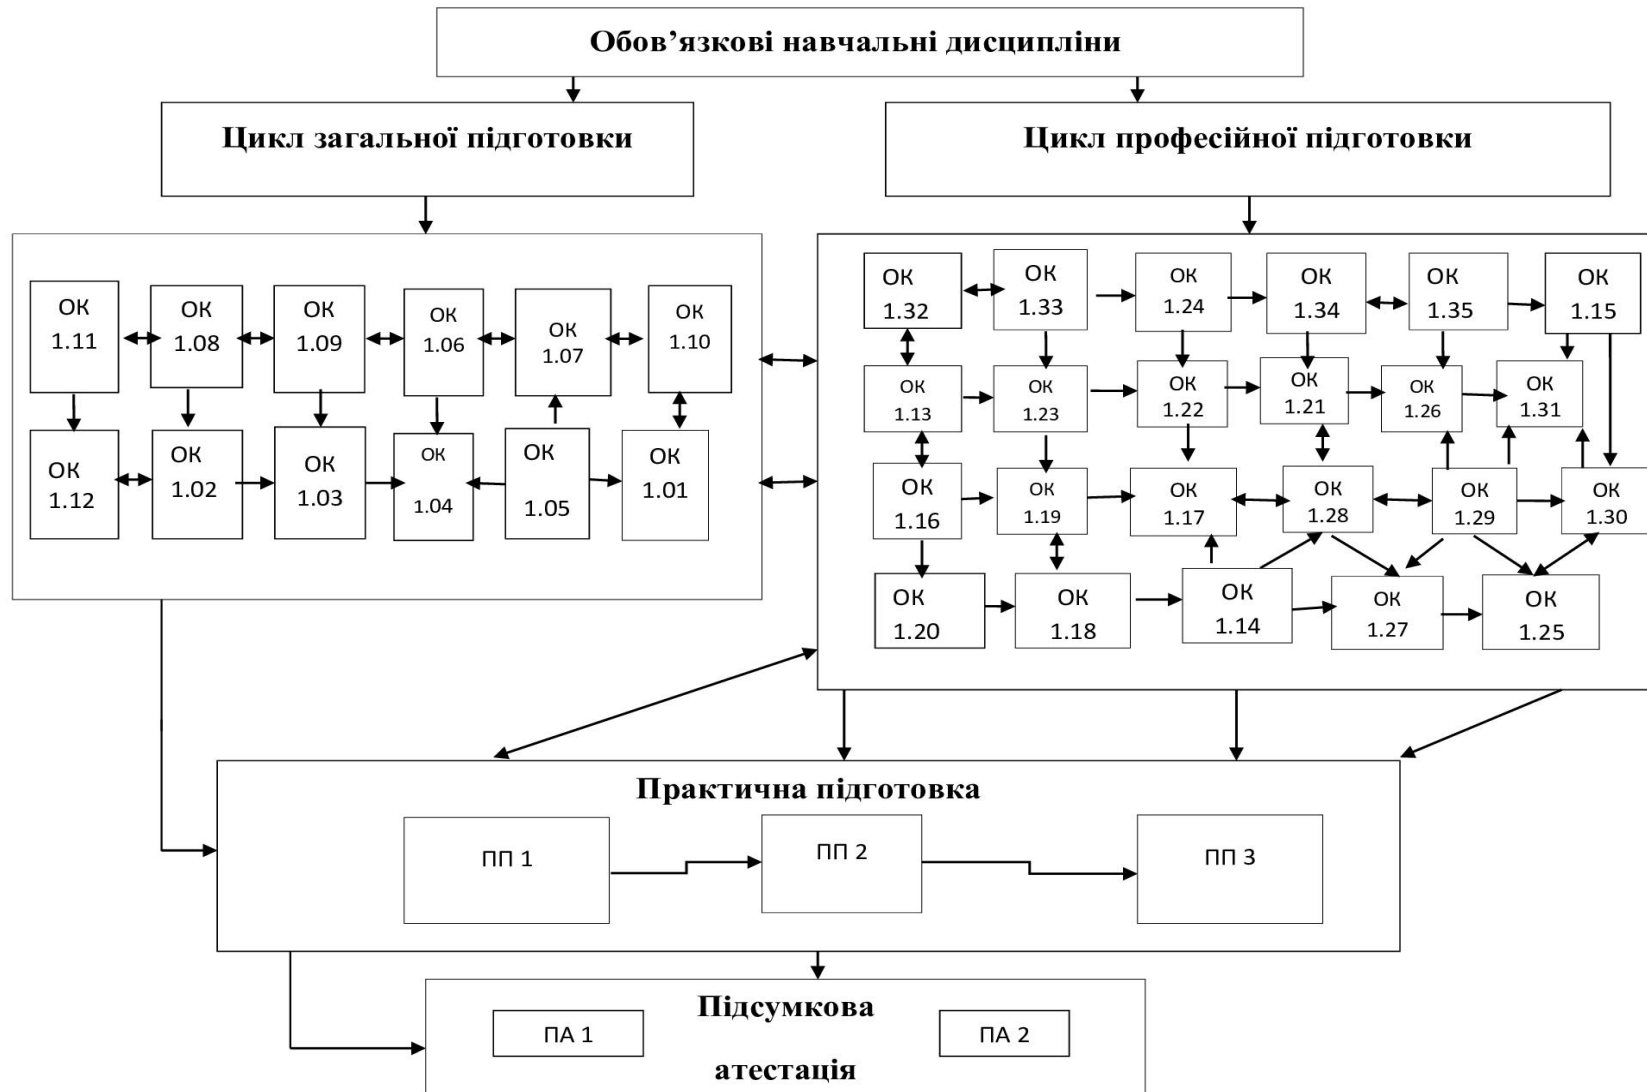 Обов’язкові навчальні дисципліни
Цикл загальної підготовки
Цикл професійної підготовки
ОК
1.11
ОК
1.08
ОК
1.09
ОК
1.06
ОК
1.07
ОК
1.10
ОК
1.12
ОК
1.02
ОК
1.03
ОК
1.04
ОК
1.05
ОК
1.01
ОК
1.32
ОК
1.33
ОК
1.24
ОК
1.34
ОК
1.35
ОК
1.15
ОК
1.13
ОК
1.23
ОК
1.22
ОК
1.21
ОК
1.26
ОК
1.31
ОК
1.16
ОК
1.19
ОК
1.17
ОК
1.28
ОК
1.29
ОК
1.30
ОК
1.20
ОК
1.18
ОК
1.14
ОК
1.27
ОК
1.25
Практична підготовка
ПП 1
ПП 2
ПП 3
Підсумкова
ПА 1
ПА 2
атестація